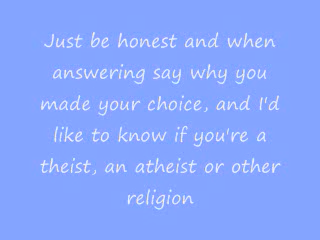 Just be honest and when
answering say why you
made your choice, and I'd
like to know if you're a
theist, an atheist or other
religion